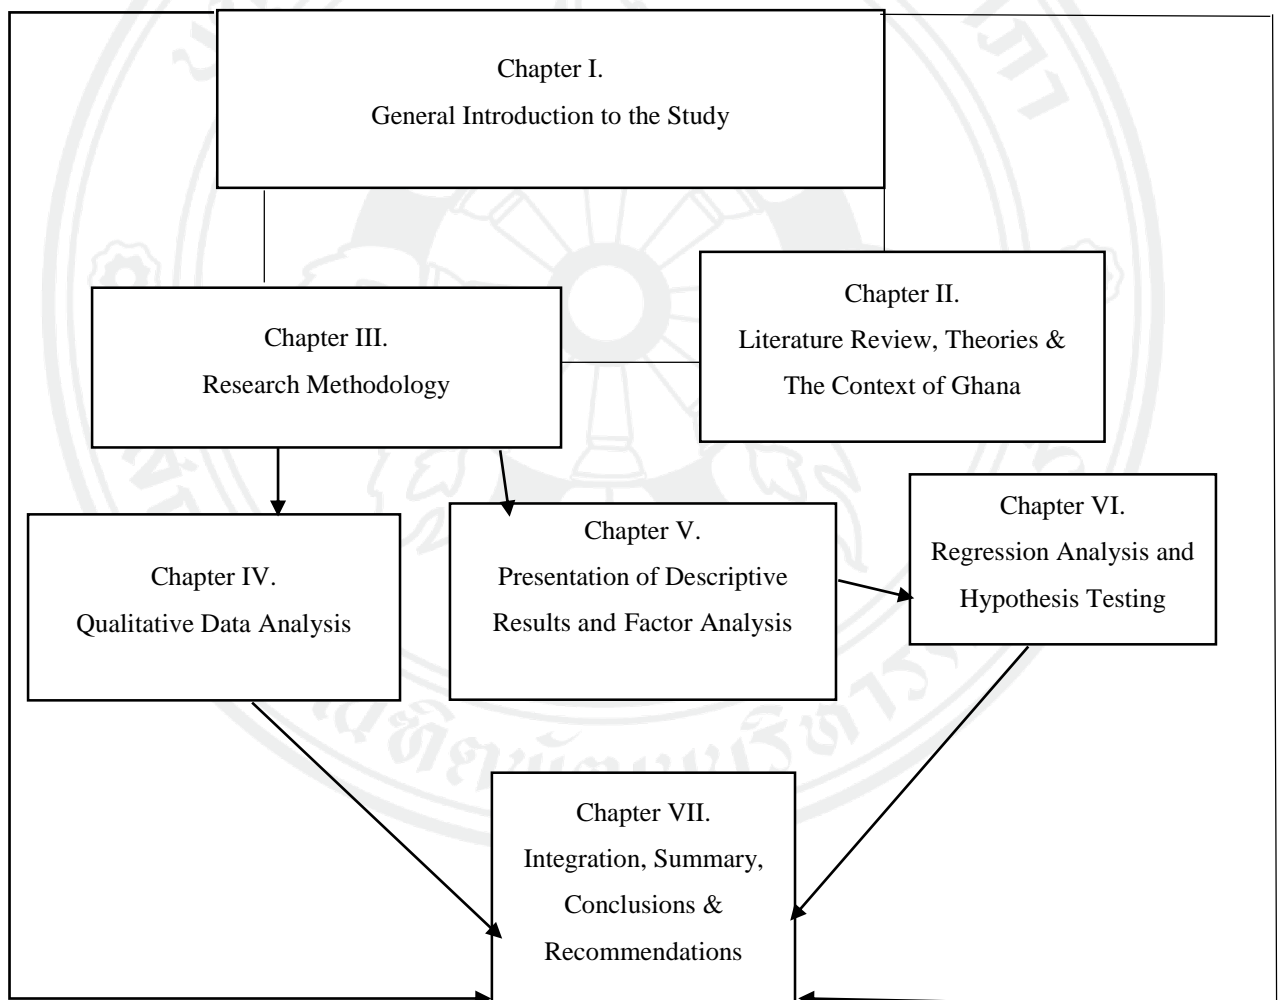 Chapter I.
General Introduction to the Study
Chapter II.
Literature Review, Theories &
The Context of Ghana
Chapter III.
Research Methodology
Chapter IV.
Qualitative Data Analysis
Chapter V.
Presentation of Descriptive
Results and Factor Analysis
Chapter VI.
Regression Analysis and
Hypothesis Testing
Chapter VII.
Integration, Summary,
Conclusions &
Recommendations